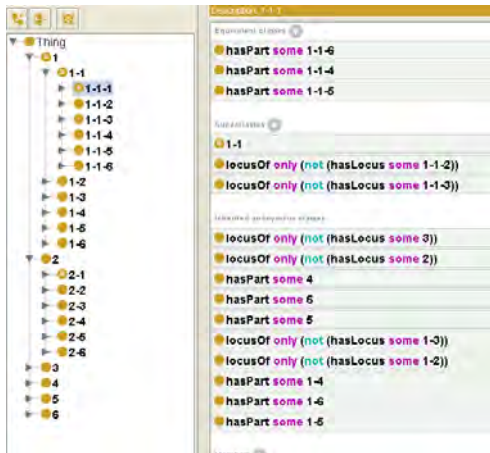 Thing
1
1-1
1-1-1
1-1-2
1-1-3
1-1-4
1-1-5
1-1-6
1-2
1-3
1-4
1-5
1-6
2
2-1
2-2
2-3
2-4
2-5
2-6
3
4
5
6
Description: 1-1-1
Equivalent classes
hasPart some 1-1-6
hasPart some 1-1-4
hasPart some 1-1-5
Superclasses
1-1
locusOf only (not (hasLocus some 1-1-2))
locusOf only (not (hasLocus some 1-1-3))
Inherited anonymous classes
locusOf only (not (hasLocus some 3))
locusOf only (not (hasLocus some 2))
hasPart some 4
hasPart some 6
hasPart some 5
locusOf only (not (hasLocus some 1-3))
locusOf only (not (hasLocus some 1-2))
hasPart some 1-4
hasPart some 1-6
hasPart some 1-5